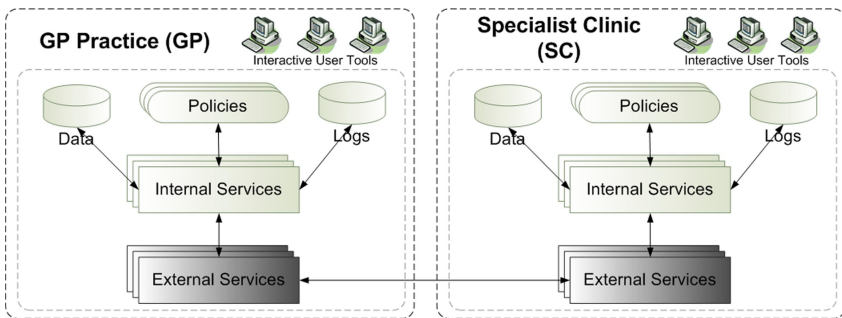 GP Practice (GP)
Interactive User Tools
Policies
Data
Logs
Internal Services
External Services
Specialist Clinic
(SC)
Interactive User Tools
Policies
Data
Logs
Internal Services
External Services